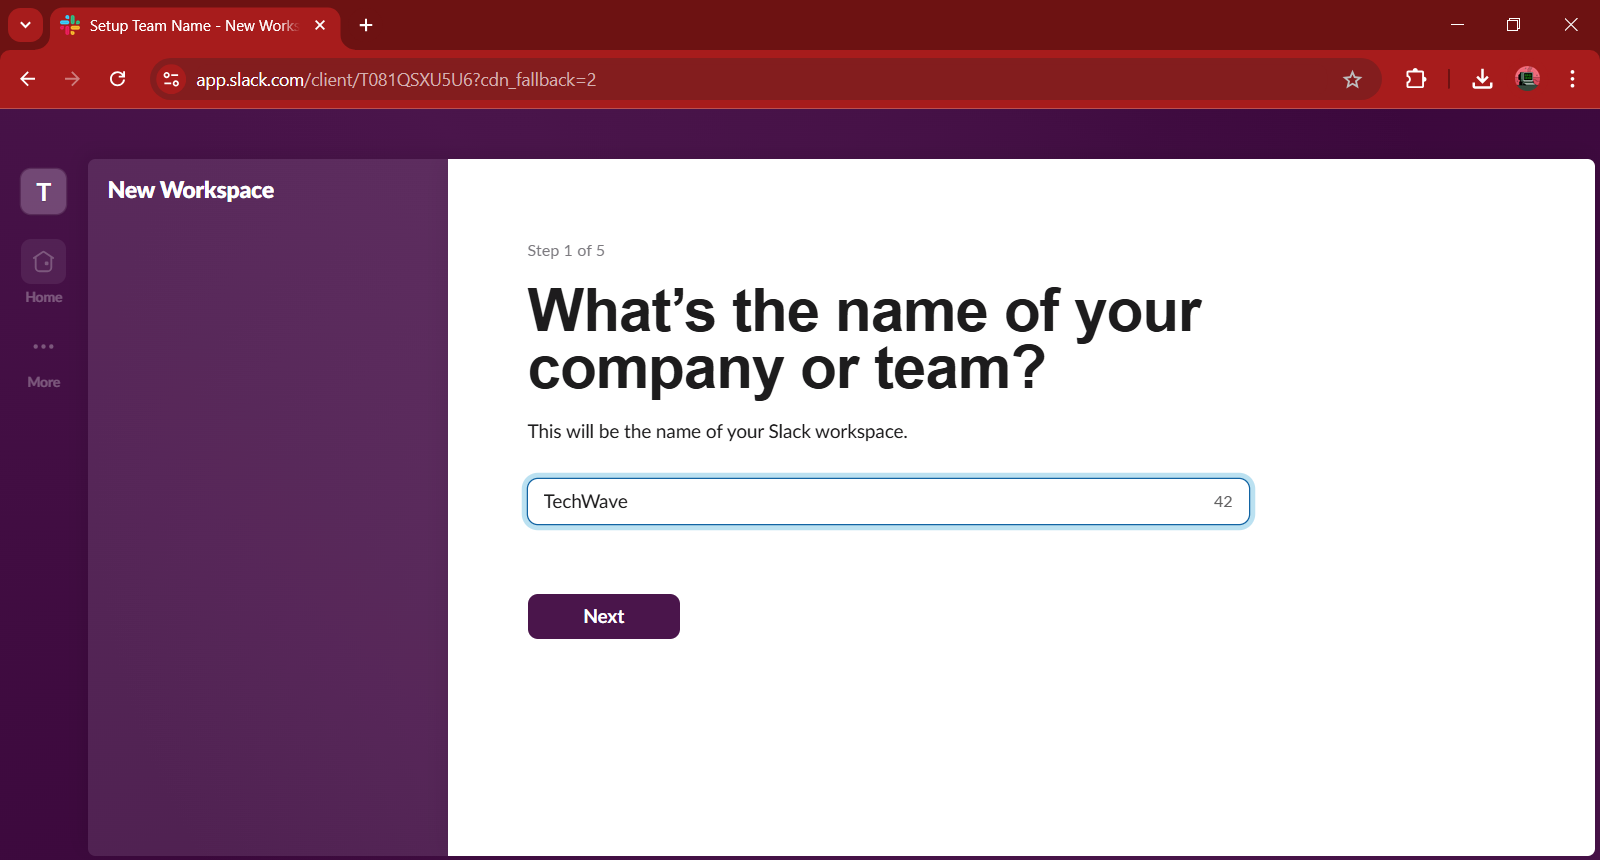 Setup Team Name - New Works
app.slack.com/client/T081QSXU5U6?cdn_fallback=2
T
New Workspace
Home
More
Step 1 of 5
What’s the name of your
company or team?
This will be the name of your Slack workspace.
TechWave 42
Next